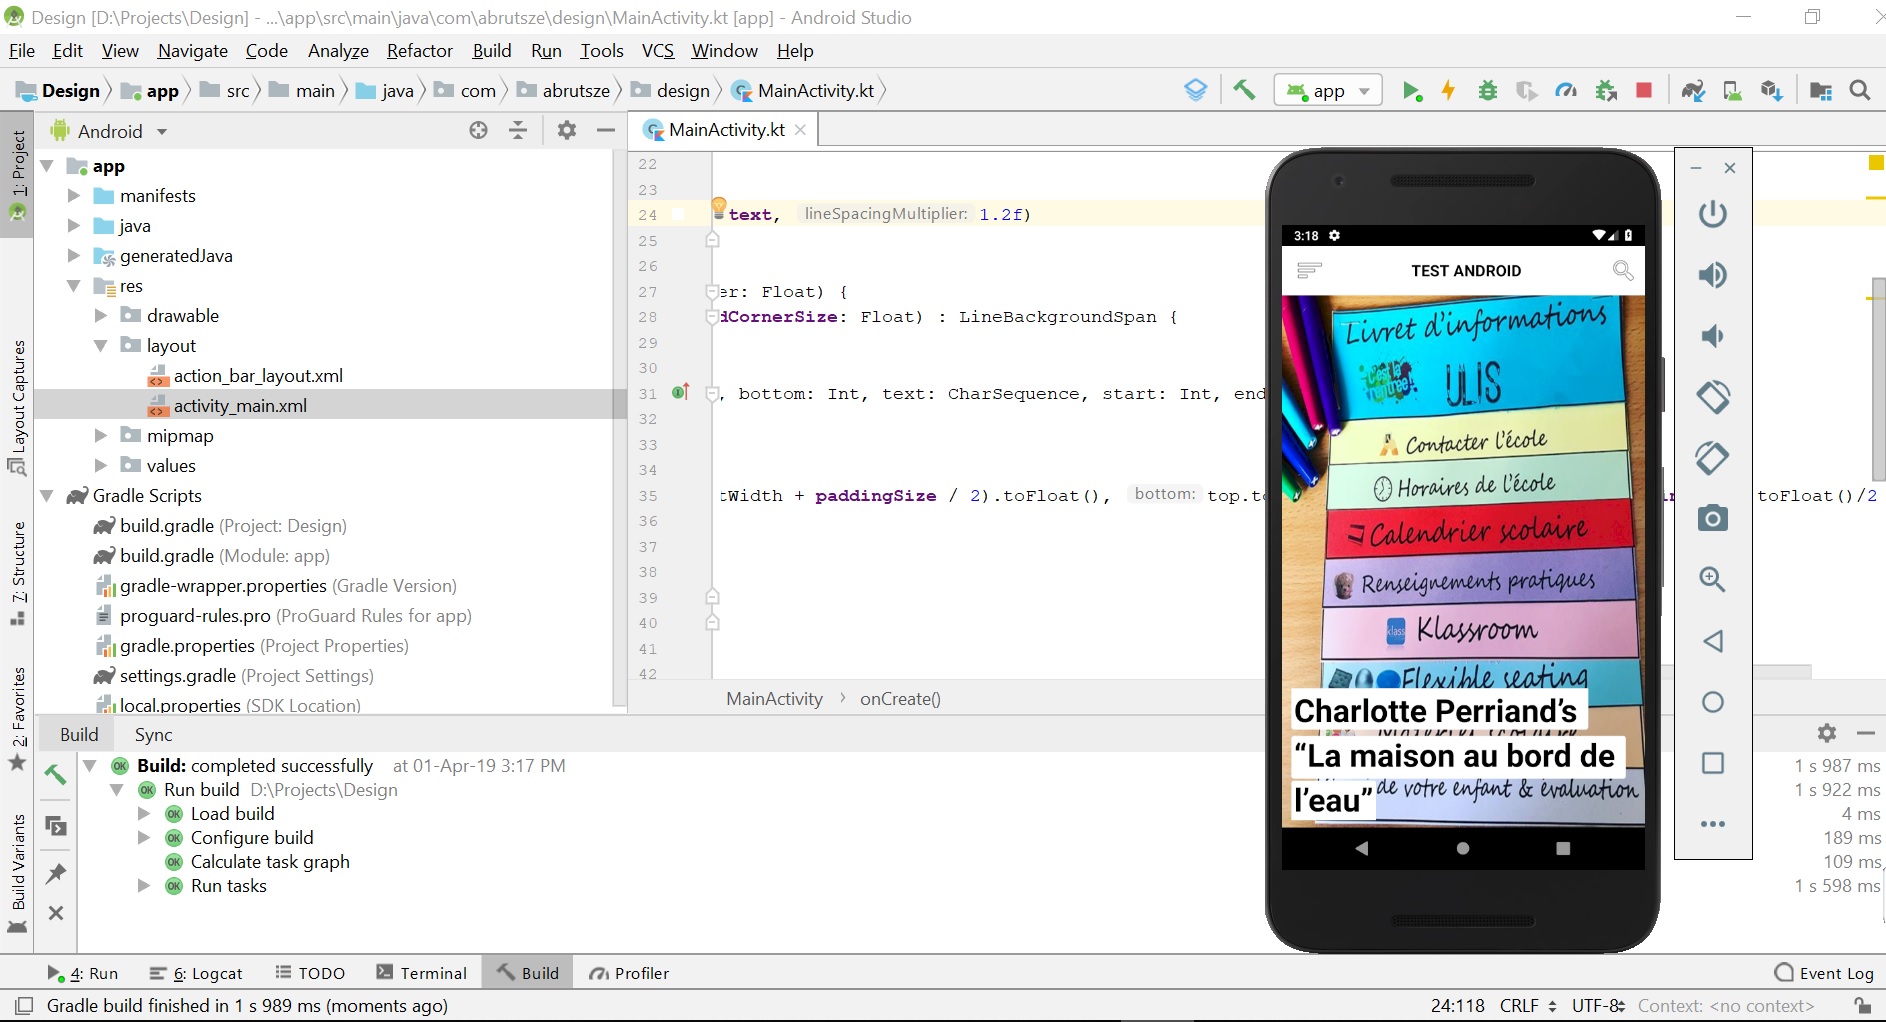 Design [D:\Projects\Design] - ...\app\src\main\java\com\abrutsze\design\MainActivity.kt [app] - Android Studio
File Edit View Navigate Code Analyze Refactor Build Run Tools VCS Window Help
Design app src main java com abrutsze design MainActivity.kt app
1: Project
Layout Captures
7: Structure
2: Favorites
Build Variants
Android
app
manifests
java
generatedJava
res
drawable
layout
action_bar_layout.xml
activity_main.xml
mipmap
values
Gradle Scripts
build.gradle (Project: Design)
build.gradle (Module: app)
gradle-wrapper.properties (Gradle Version)
proguard-rules.pro (ProGuard Rules for app)
gradle.properties (Project Properties)
settings.gradle (Project Settings)
local.properties (SDK Location)
MainActivity.kt
22
23
24 text, lineSpacingMultiplier: 1.2f)
25
26
27 er: Float) {
28 dCornerSize: Float) : LineBackgroundSpan {
29
30
31 , bottom: Int, text: CharSequence, start: Int, end
32
33
34
35 tWidth + paddingSize / 2).toFloat(), bottom: top.to toFloat()/2
36
37
38
39
40
41
42
MainActivity › onCreate()
3:18
TEST ANDROID
Livret d'informations
c'est la rentrée!
ULIS
Contacter l'école
Horaires de l'école
Calendrier scolaire
Renseignements pratiques
klass
Klassroom
Flexible seating
Charlotte Perriand’s
“La maison au bord de
l’eau”
de votre enfant & évaluation
Build Sync
Build: completed successfully at 01-Apr-19 3:17 PM 1 s 987 ms
Run build D:\Projects\Design 1 s 922 ms
Load build 4 ms
Configure build 189 ms
Calculate task graph 109 ms
Run tasks 1 s 598 ms
4: Run 6: Logcat TODO Terminal Build Profiler Event Log
Gradle build finished in 1 s 989 ms (moments ago) 24:118 CRLF UTF-8 Context: <no context>